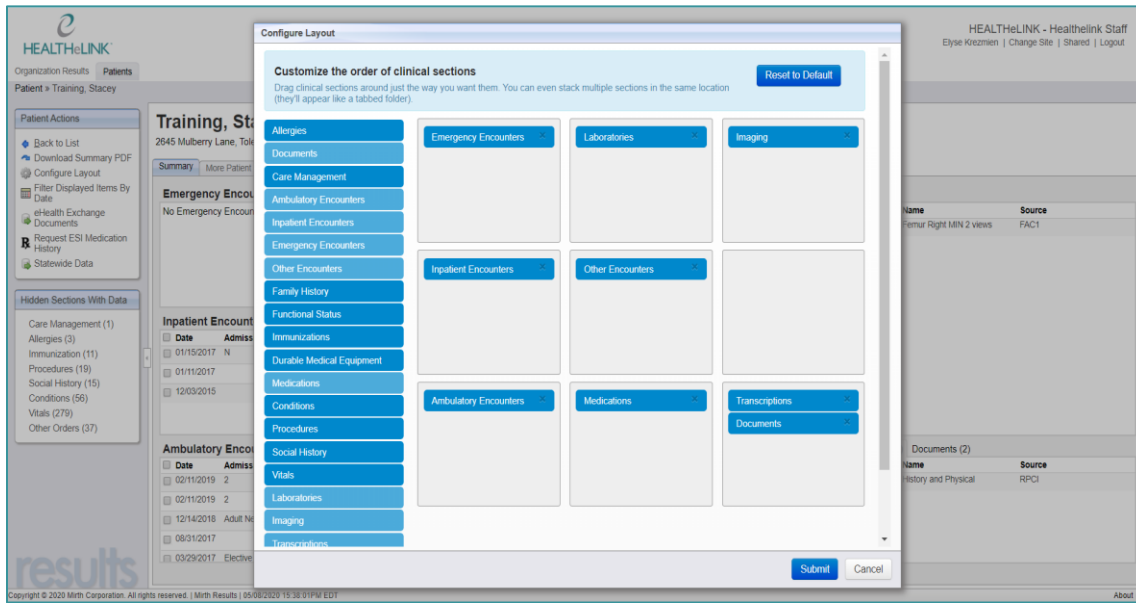 HEALTHeLINK
HEALTHeLINK - Healthelink Staff
Elyse Krezmien | Change Site | Shared | Logout
Organization Results Patients
Patient » Training, Stacey
Patient Actions
Back to List
Download Summary PDF
Configure Layout
Filter Displayed Items By
Date
eHealth Exchange
Documents
Request ESI Medication
History
Statewide Data
Hidden Sections With Data
Care Management (1)
Allergies (3)
Immunization (11)
Procedures (19)
Social History (15)
Conditions (56)
Vitals (279)
Other Orders (37)
results
Training, Sta
2645 Mulberry Lane, Tole
Summary More Patient
Emergency Encou
No Emergency Encoun
Inpatient Encount
Date Admiss
01/15/2017 N
01/11/2017
12/03/2015
Ambulatory Encou
Date Admiss
02/11/2019 2
02/11/2019 2
12/14/2018 Adult Ne
08/31/2017
03/29/2017 Elective
Configure Layout
Customize the order of clinical sections
Drag clinical sections around just the way you want them. You can even stack multiple sections in the same location
(they'll appear like a tabbed folder).
Reset to Default
Allergies
Documents
Care Management
Ambulatory Encounters
Inpatient Encounters
Emergency Encounters
Other Encounters
Family History
Functional Status
Immunizations
Durable Medical Equipment
Medications
Conditions
Procedures
Social History
Vitals
Laboratories
Imaging
Transcriptions
Emergency Encounters
Laboratories
Imaging
Inpatient Encounters
Other Encounters
Ambulatory Encounters
Medications
Transcriptions
Documents
Submit Cancel
Name Source
Femur Right MIN 2 views FAC1
Documents (2)
Name Source
History and Physical RPCI
Copyright © 2020 Mirth Corporation. All rights reserved. | Mirth Results | 05/08/2020 15:38:01PM EDT
About